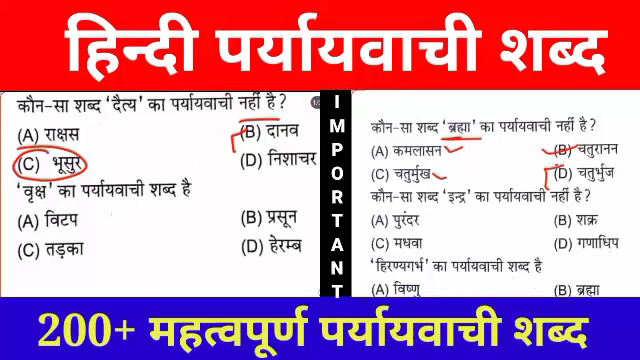 हिन्दी पर्यायवाची शब्द
कौन-सा शब्द 'दैत्य' का पर्यायवाची नहीं है?
(A) राक्षस (B) दानव
(C) भूसुर (D) निशाचर
'वृक्ष' का पर्यायवाची शब्द है
(A) विटप (B) प्रसून
(C) तड़का (D) हेरम्ब
IMPORTANT
कौन-सा शब्द 'ब्रह्मा' का पर्यायवाची नहीं है?
(A) कमलासन (B) चतुरानन
(C) चतुर्मुख (D) चतुर्भुज
कौन-सा शब्द 'इन्द्र' का पर्यायवाची नहीं है?
(A) पुरंदर (B) शक्र
(C) मधवा (D) गणाधिप
'हिरण्यगर्भ' का पर्यायवाची शब्द है
(A) विष्णु (B) ब्रह्मा
200+ महत्वपूर्ण पर्यायवाची शब्द